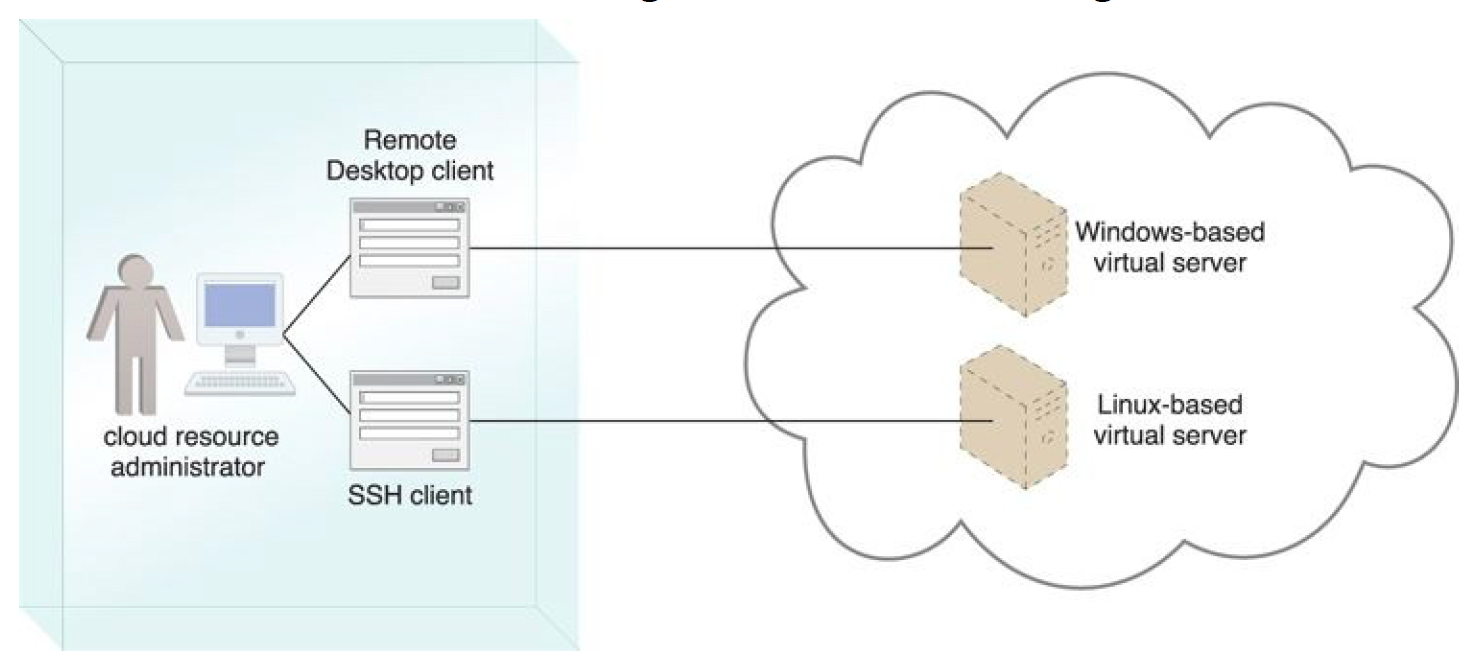 Remote
Desktop client
Windows-based
virtual server
Linux-based
virtual server
cloud resource
administrator
SSH client